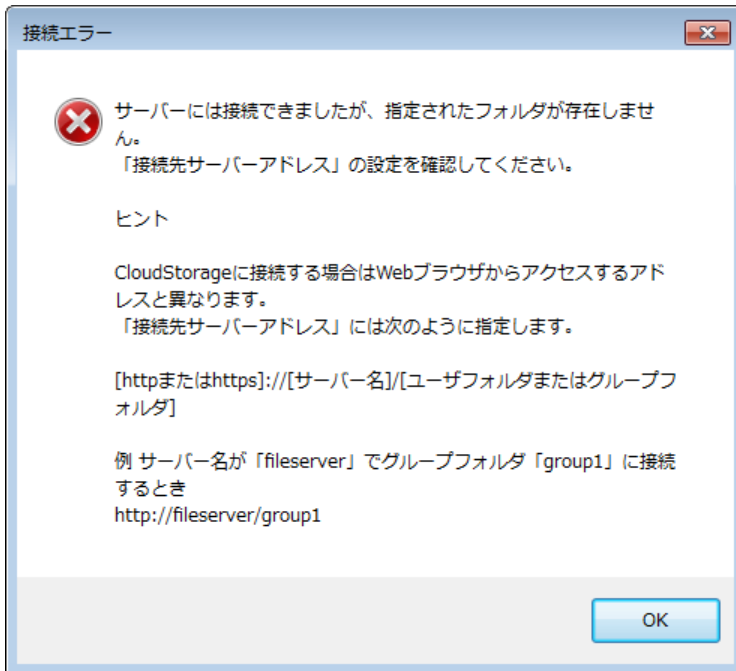 接続エラー
サーバーには接続できましたが、指定されたフォルダが存在しませ
ん。
「接続先サーバーアドレス」の設定を確認してください。
ヒント
CloudStorageに接続する場合はWebブラウザからアクセスするアド
レスと異なります。
「接続先サーバーアドレス」には次のように指定します。
[httpまたはhttps]://[サーバー名]/[ユーザフォルダまたはグループフ
ォルダ]
例 サーバー名が「fileserver」でグループフォルダ「group1」に接続
するとき
http://fileserver/group1
OK